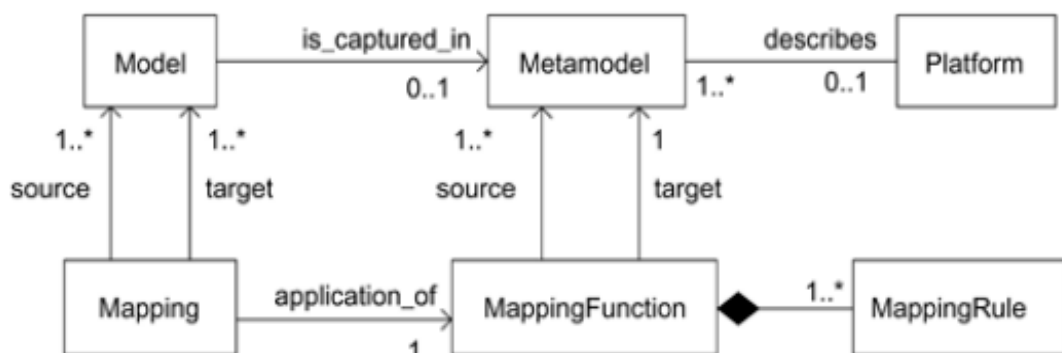 is_captured_in
describes
Model
Metamodel
Platform
0..1
1..*
0..1
1..*
1..*
1..*
1
source
target
source
target
Mapping
application_of
MappingFunction
1..*
MappingRule
1